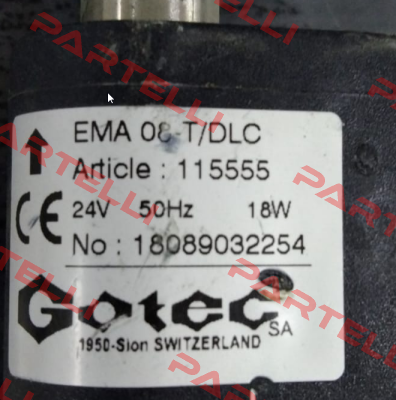 EMA 08-T/DLC
Article : 115555
CE 24V 50Hz 18W
No : 18089032254
Gotec SA
1950-Sion SWITZERLAND
PARTELLI
PARTELLI
PARTELLI
PARTELLI
PARTELLI